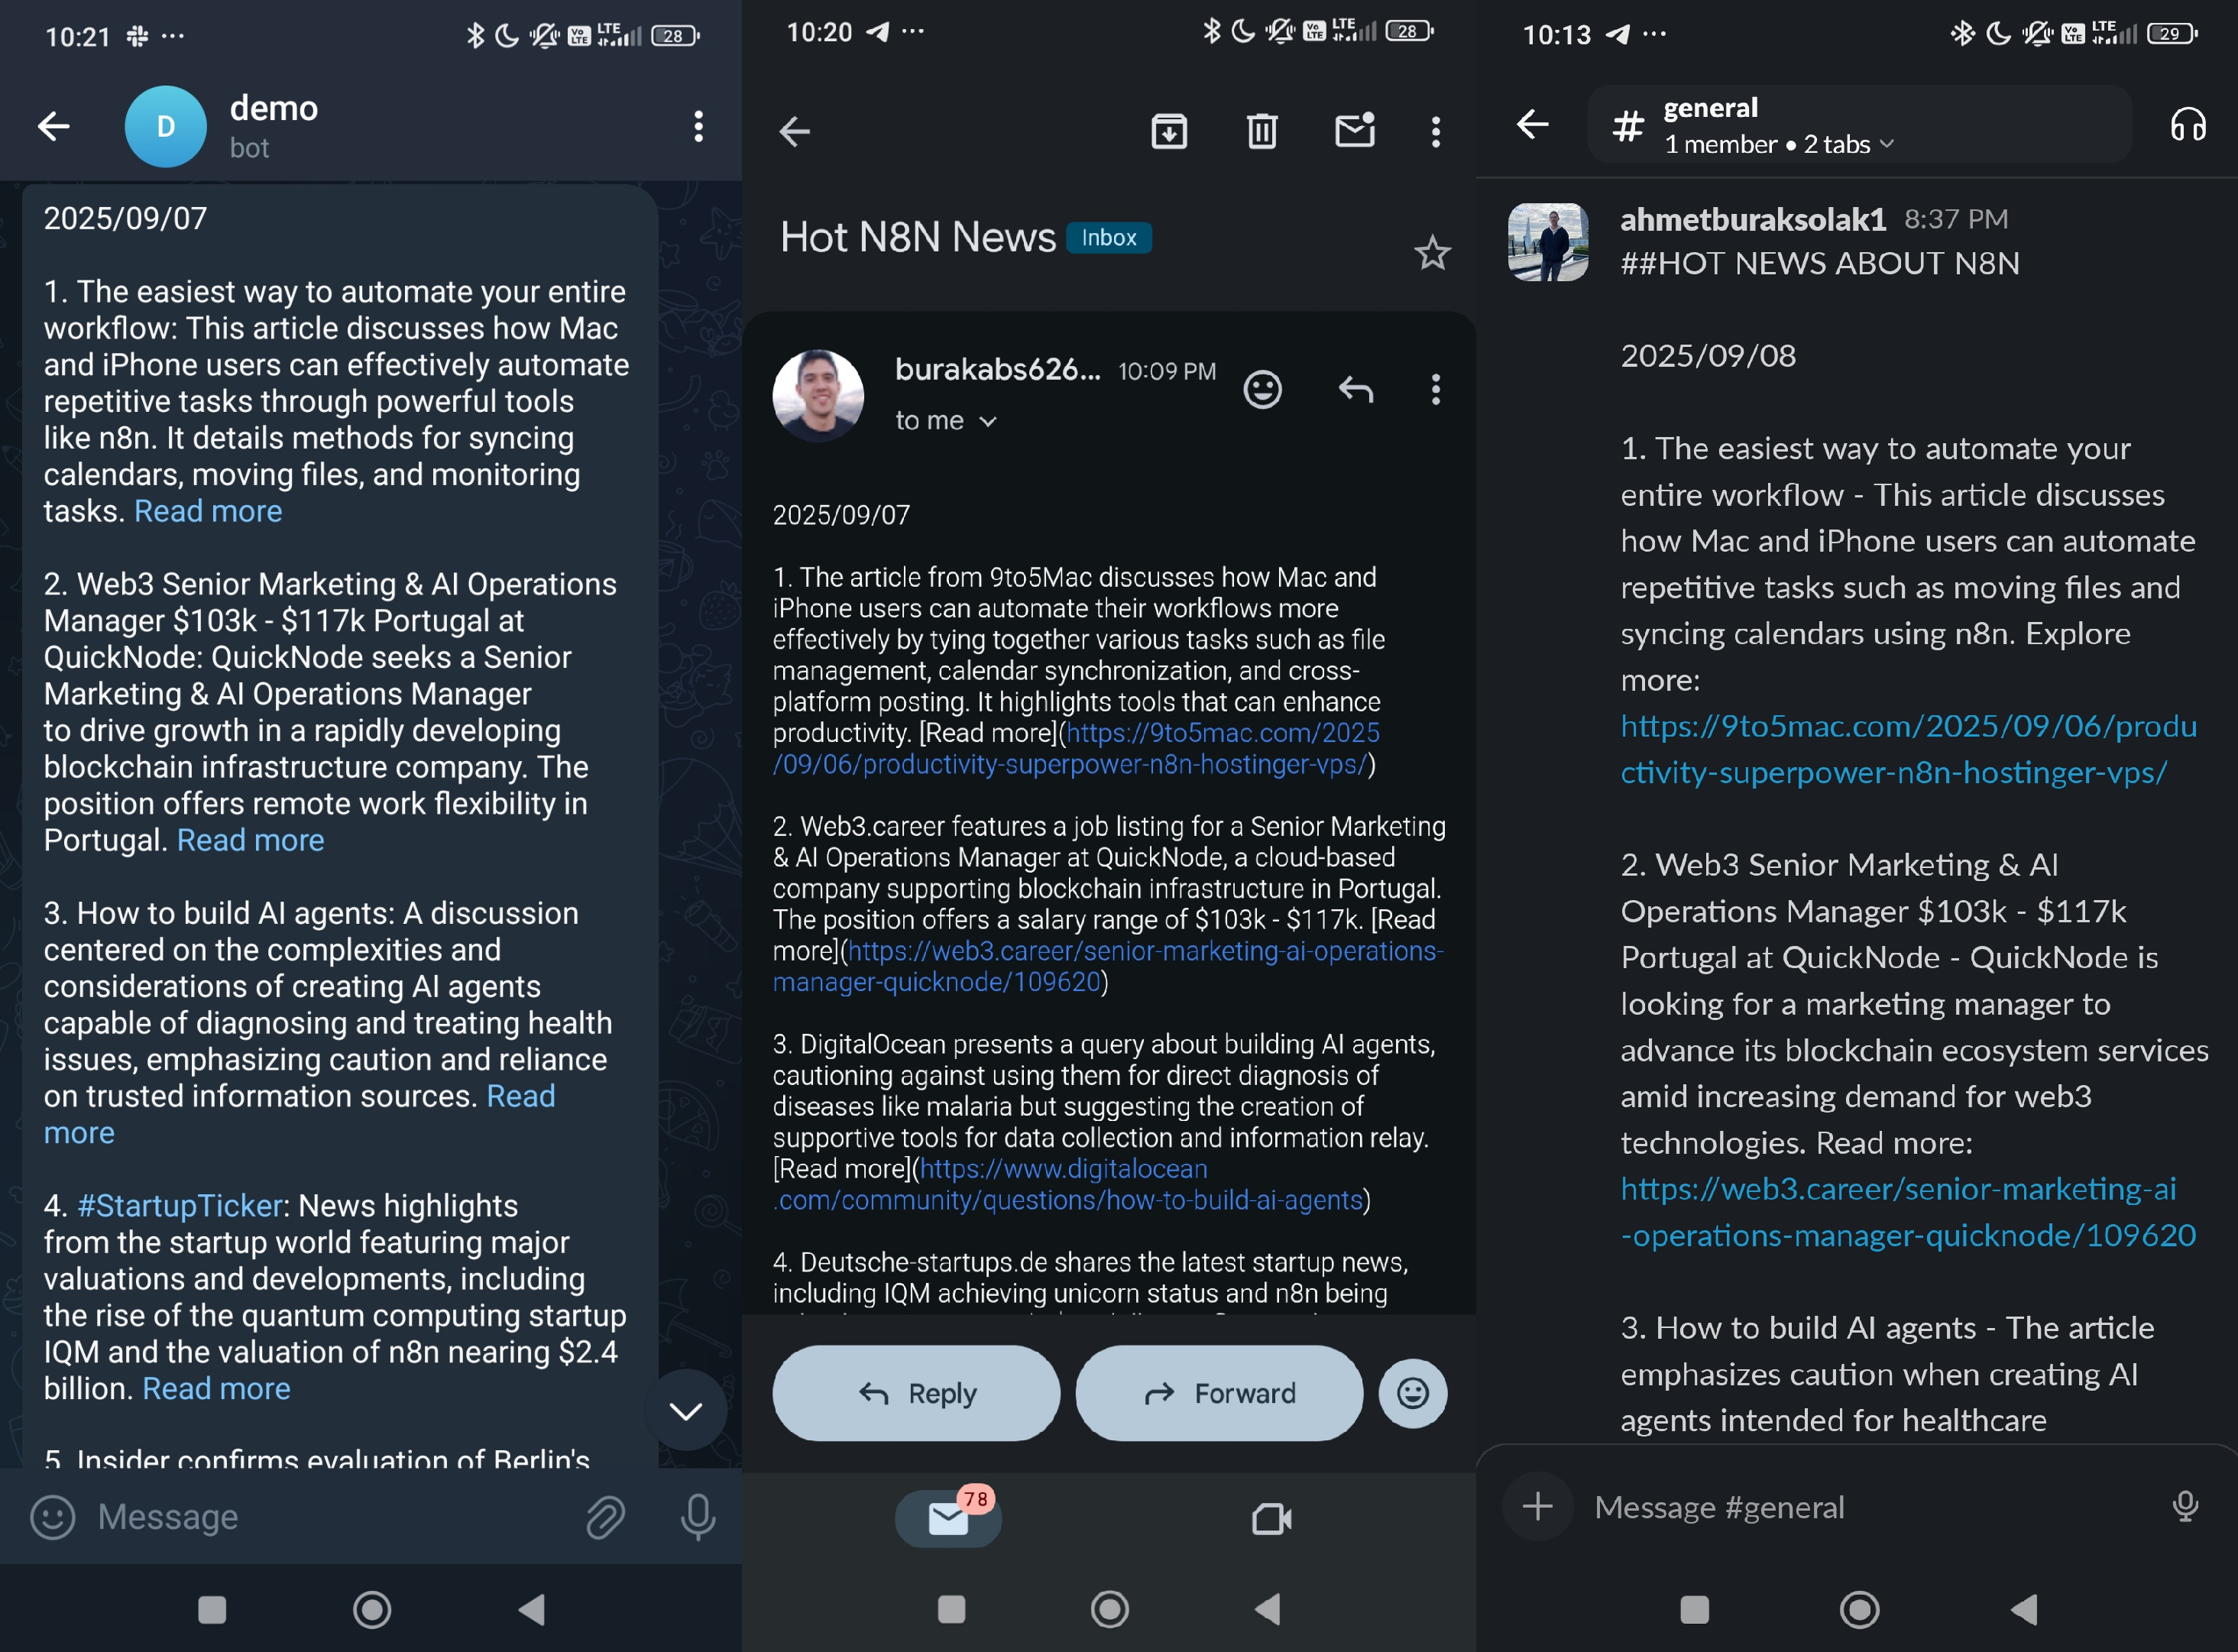 10:21
VoLTE
LTE
28
D
demo
bot
2025/09/07
1. The easiest way to automate your entire
workflow: This article discusses how Mac
and iPhone users can effectively automate
repetitive tasks through powerful tools
like n8n. It details methods for syncing
calendars, moving files, and monitoring
tasks. Read more
2. Web3 Senior Marketing & AI Operations
Manager $103k - $117k Portugal at
QuickNode: QuickNode seeks a Senior
Marketing & AI Operations Manager
to drive growth in a rapidly developing
blockchain infrastructure company. The
position offers remote work flexibility in
Portugal. Read more
3. How to build AI agents: A discussion
centered on the complexities and
considerations of creating AI agents
capable of diagnosing and treating health
issues, emphasizing caution and reliance
on trusted information sources. Read
more
4. #StartupTicker: News highlights
from the startup world featuring major
valuations and developments, including
the rise of the quantum computing startup
IQM and the valuation of n8n nearing $2.4
billion. Read more
5. Insider confirms evaluation of Berlin's
Message
10:20
VoLTE
LTE
28
Hot N8N News Inbox
burakabs626... 10:09 PM
to me
2025/09/07
1. The article from 9to5Mac discusses how Mac and
iPhone users can automate their workflows more
effectively by tying together various tasks such as file
management, calendar synchronization, and cross-
platform posting. It highlights tools that can enhance
productivity. [Read more](https://9to5mac.com/2025
/09/06/productivity-superpower-n8n-hostinger-vps/)
2. Web3.career features a job listing for a Senior Marketing
& AI Operations Manager at QuickNode, a cloud-based
company supporting blockchain infrastructure in Portugal.
The position offers a salary range of $103k - $117k. [Read
more](https://web3.career/senior-marketing-ai-operations-
manager-quicknode/109620)
3. DigitalOcean presents a query about building AI agents,
cautioning against using them for direct diagnosis of
diseases like malaria but suggesting the creation of
supportive tools for data collection and information relay.
[Read more](https://www.digitalocean
.com/community/questions/how-to-build-ai-agents)
4. Deutsche-startups.de shares the latest startup news,
including IQM achieving unicorn status and n8n being
Reply
Forward
78
10:13
VoLTE
LTE
29
# general
1 member • 2 tabs
ahmetburaksolak1 8:37 PM
##HOT NEWS ABOUT N8N
2025/09/08
1. The easiest way to automate your
entire workflow - This article discusses
how Mac and iPhone users can automate
repetitive tasks such as moving files and
syncing calendars using n8n. Explore
more:
https://9to5mac.com/2025/09/06/produ
ctivity-superpower-n8n-hostinger-vps/
2. Web3 Senior Marketing & AI
Operations Manager $103k - $117k
Portugal at QuickNode - QuickNode is
looking for a marketing manager to
advance its blockchain ecosystem services
amid increasing demand for web3
technologies. Read more:
https://web3.career/senior-marketing-ai
-operations-manager-quicknode/109620
3. How to build AI agents - The article
emphasizes caution when creating AI
agents intended for healthcare
Message #general